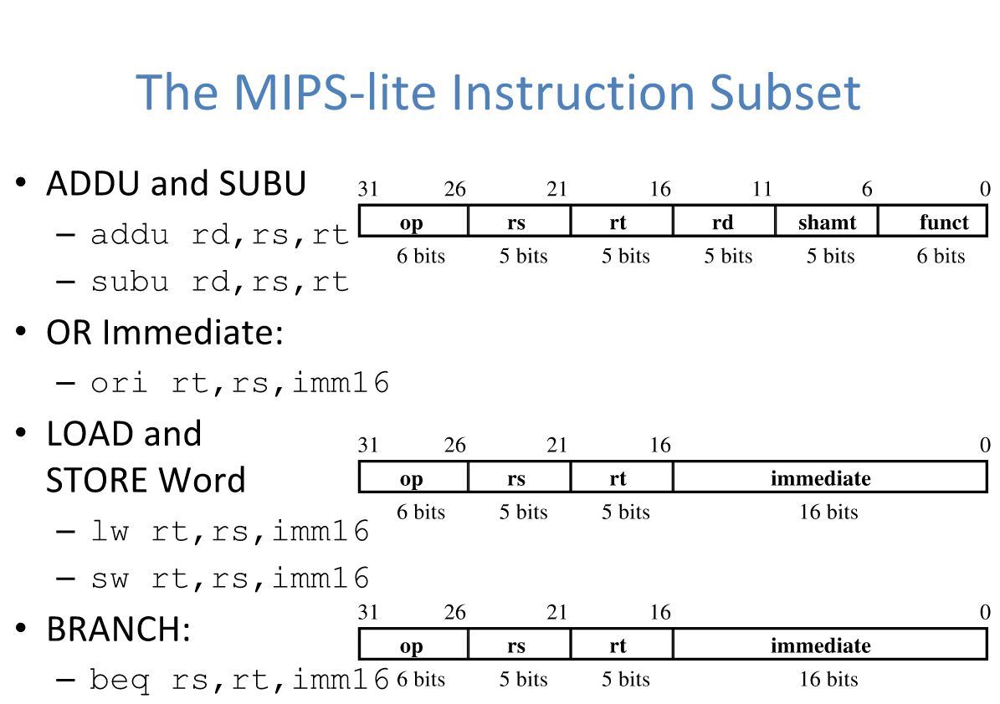 The MIPS-lite Instruction Subset
• ADDU and SUBU
– addu rd,rs,rt
– subu rd,rs,rt
31 26 21 16 11 6 0
op rs rt rd shamt funct
6 bits 5 bits 5 bits 5 bits 5 bits 6 bits
• OR Immediate:
– ori rt,rs,imm16
• LOAD and
STORE Word
– lw rt,rs,imm16
– sw rt,rs,imm16
31 26 21 16 0
op rs rt immediate
6 bits 5 bits 5 bits 16 bits
• BRANCH:
– beq rs,rt,imm16
31 26 21 16 0
op rs rt immediate
6 bits 5 bits 5 bits 16 bits